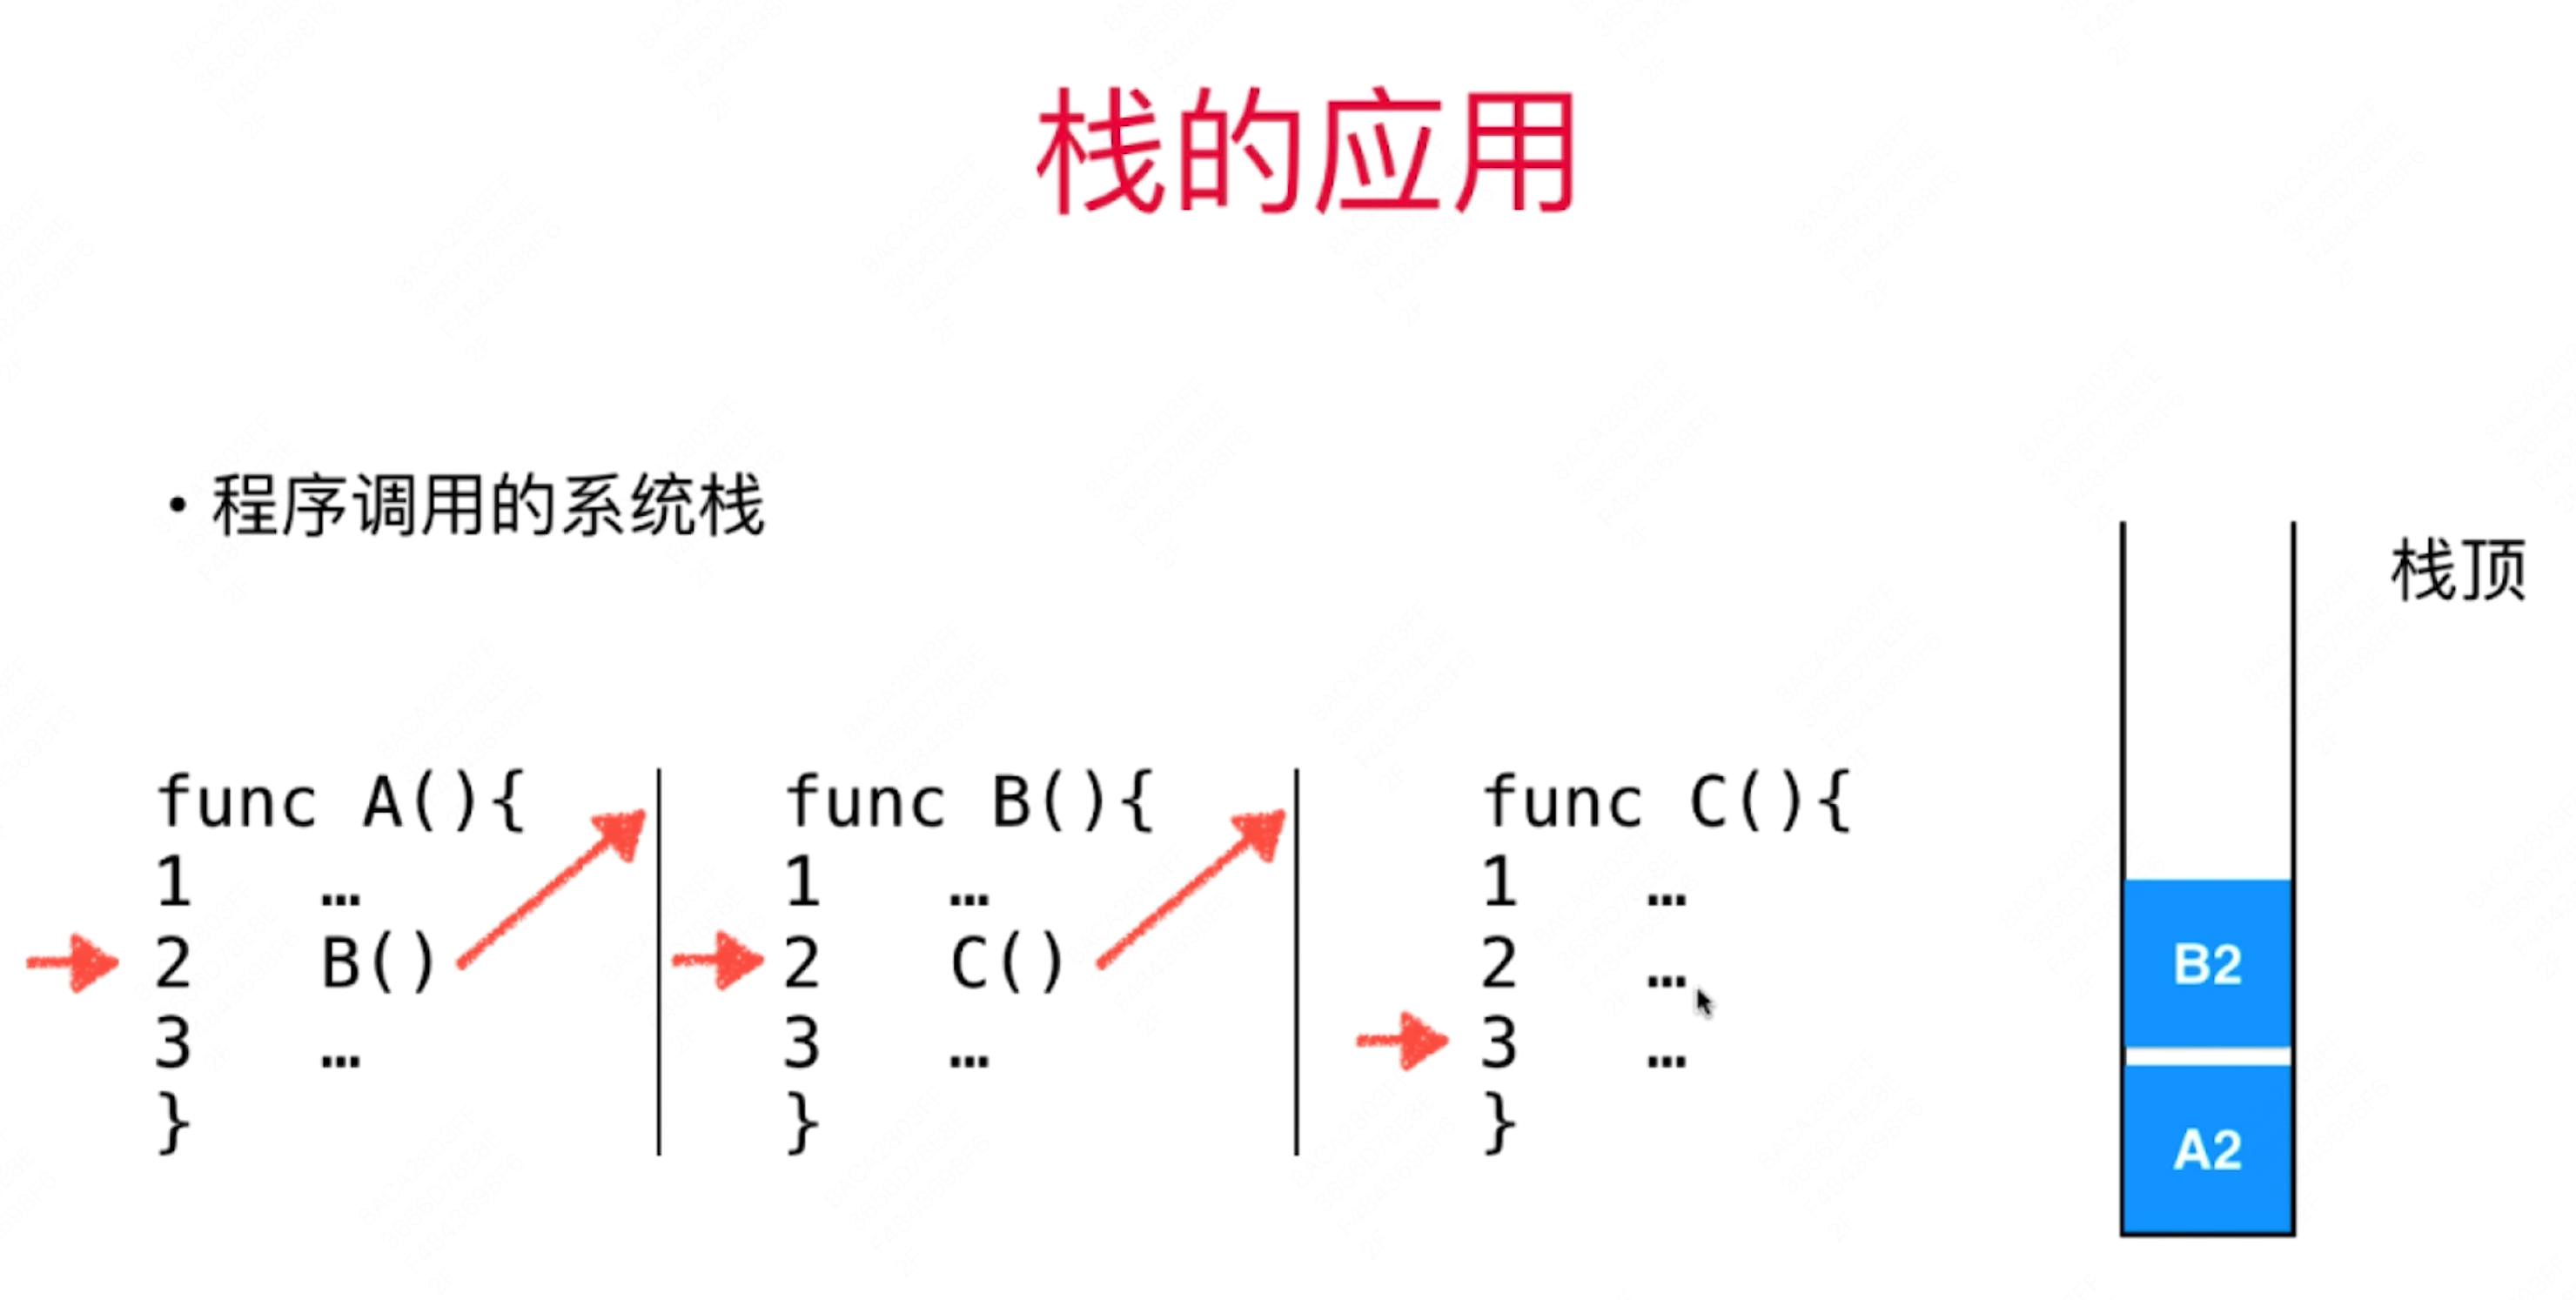 栈的应用
• 程序调用的系统栈
栈顶
func A(){
1 …
2 B()
3 …
}
func B(){
1 …
2 C()
3 …
}
func C(){
1 …
2 …
3 …
}
B2
A2